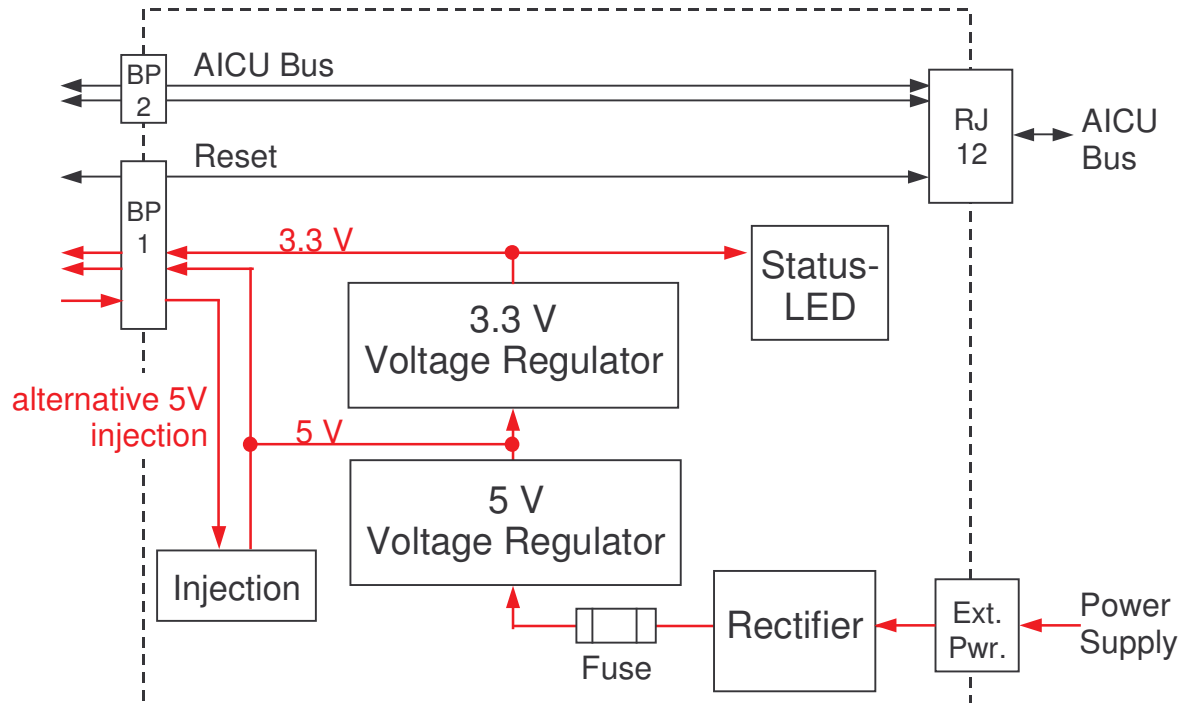 BP
2
AICU Bus
RJ
12
AICU
Bus
Reset
BP
1
3.3 V
Status-
LED
3.3 V
Voltage Regulator
alternative 5V
injection
5 V
5 V
Voltage Regulator
Injection
Fuse
Rectifier
Ext.
Pwr.
Power
Supply